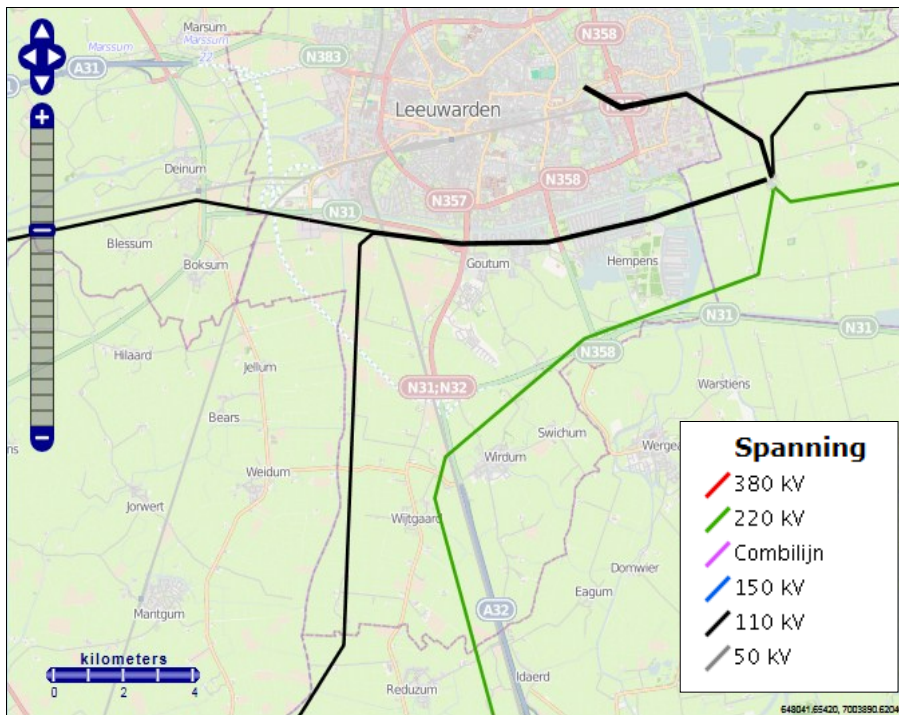 Marsum
Marssum
Marssum
22
A31
N383
N358
Leeuwarden
Deinum
N357
N358
N31
Blessum
Boksum
Goutum
Hempens
Hilaard
Jellum
N31
N31
N358
N31;N32
Warstiens
Bears
Swichum
Wirdum
Weidum
Jorwert
Wijtgaard
Domwier
Eagum
Mantgum
A32
Reduzum
Idaerd
kilometers
0 2 4
Spanning
380 kV
220 kV
Combilijn
150 kV
110 kV
50 kV
648041.65420, 7003890.6204